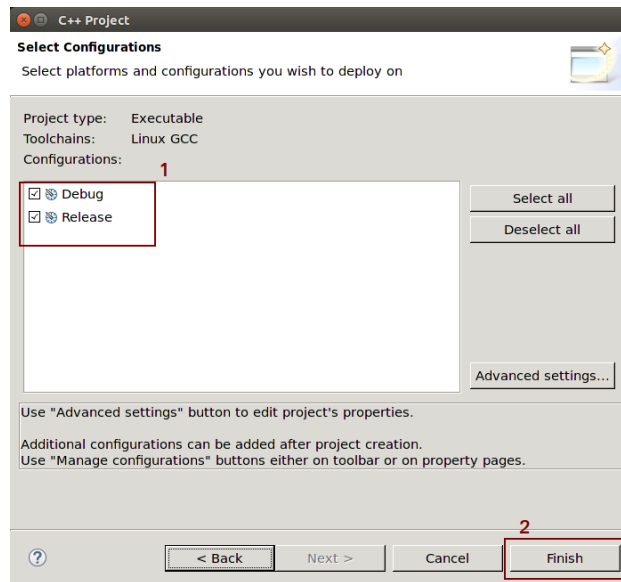 C++ Project
Select Configurations
Select platforms and configurations you wish to deploy on
Project type: Executable
Toolchains: Linux GCC
Configurations:
1
Debug
Release
Select all
Deselect all
Advanced settings...
Use "Advanced settings" button to edit project's properties.
Additional configurations can be added after project creation.
Use "Manage configurations" buttons either on toolbar or on property pages.
2
? < Back Next > Cancel Finish